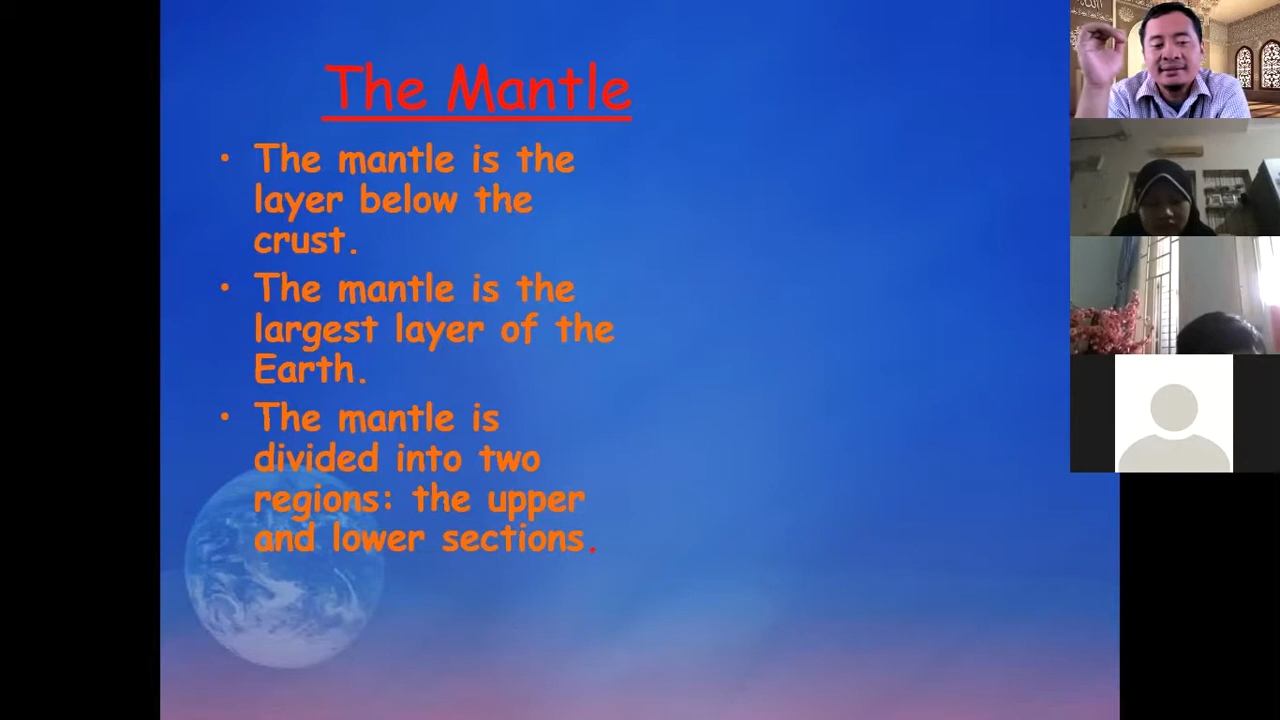 The Mantle
• The mantle is the
layer below the
crust.
• The mantle is the
largest layer of the
Earth.
• The mantle is
divided into two
regions: the upper
and lower sections.